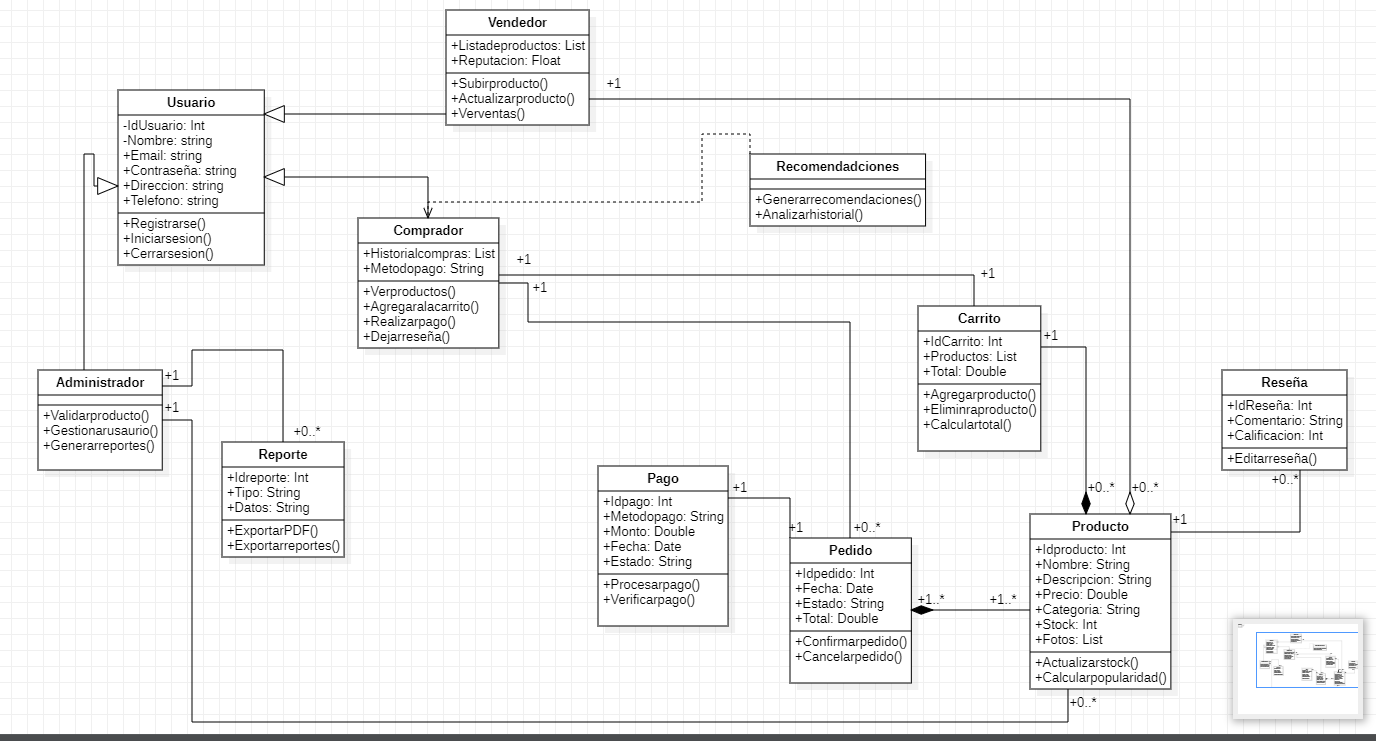 Vendedor
+Listadeproductos: List
+Reputacion: Float
+Subirproducto()
+Actualizarproducto()
+Verventas()
+1
Usuario
-IdUsuario: Int
-Nombre: string
+Email: string
+Contraseña: string
+Direccion: string
+Telefono: string
+Registrarse()
+Iniciarsesion()
+Cerrarsesion()
Recomendadciones
+Generarrecomendaciones()
+Analizarhistorial()
Comprador
+Historialcompras: List
+Metodopago: String
+Verproductos()
+Agregaralacarrito()
+Realizarpago()
+Dejarreseña()
+1
+1
+1
Carrito
+IdCarrito: Int
+Productos: List
+Total: Double
+Agregarproducto()
+Eliminraproducto()
+Calculartotal()
+1
Administrador
+Validarproducto()
+Gestionarusaurio()
+Generarreportes()
+1
+1
+0..*
Reporte
+Idreporte: Int
+Tipo: String
+Datos: String
+ExportarPDF()
+Exportarreportes()
Reseña
+IdReseña: Int
+Comentario: String
+Calificacion: Int
+Editarreseña()
+0..*
Pago
+Idpago: Int
+Metodopago: String
+Monto: Double
+Fecha: Date
+Estado: String
+Procesarpago()
+Verificarpago()
+1
+1
+0..*
Pedido
+Idpedido: Int
+Fecha: Date
+Estado: String
+Total: Double
+Confirmarpedido()
+Cancelarpedido()
+1..*
+1..*
+0..*
+0..*
+1
Producto
+Idproducto: Int
+Nombre: String
+Descripcion: String
+Precio: Double
+Categoria: String
+Stock: Int
+Fotos: List
+Actualizarstock()
+Calcularpopularidad()
+0..*